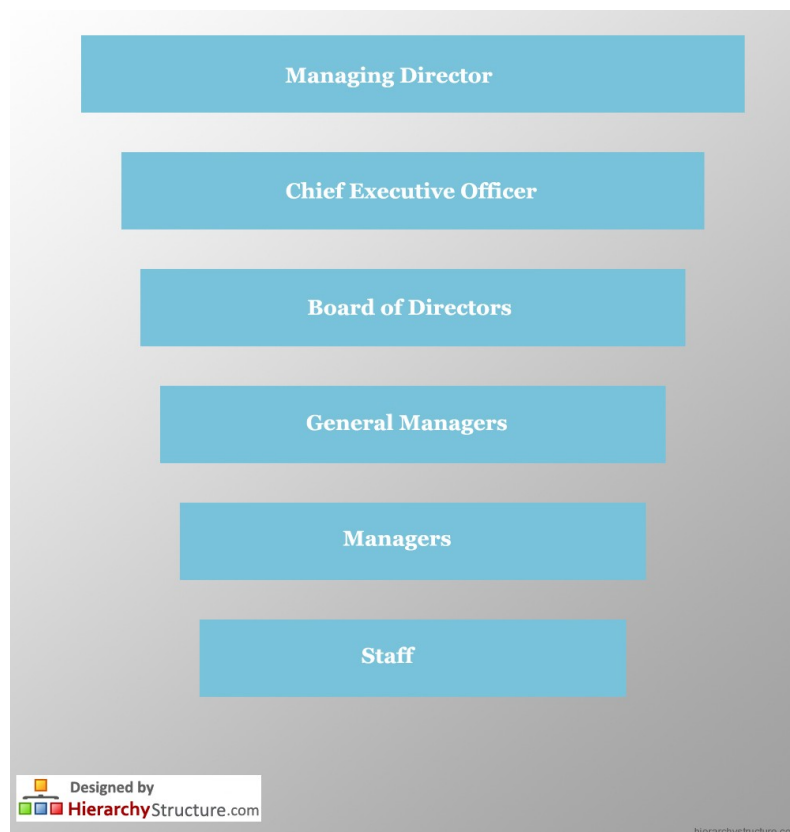 Managing Director
Chief Executive Officer
Board of Directors
General Managers
Managers
Staff
Designed by
HierarchyStructure.com